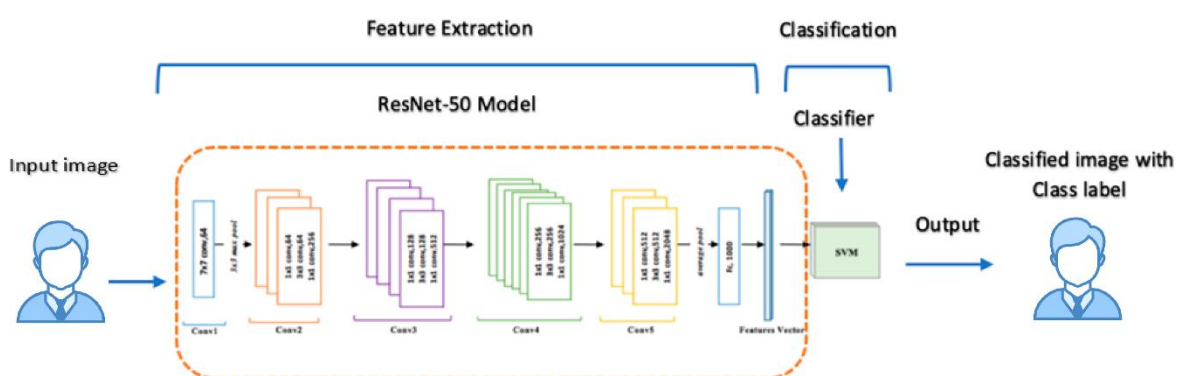 Feature Extraction
Classification
ResNet-50 Model
Classifier
Input image
Classified image with
Class label
Output
7x7 conv,64
3x3 max pool
1x1 conv,64
3x3 conv,64
1x1 conv,256
1x1 conv,128
3x3 conv,128
1x1 conv,512
1x1 conv,256
3x3 conv,256
1x1 conv,1024
1x1 conv,512
3x3 conv,512
1x1 conv,2048
average pool
fc, 1000
SVM
Conv1
Conv2
Conv3
Conv4
Conv5
Features Vector